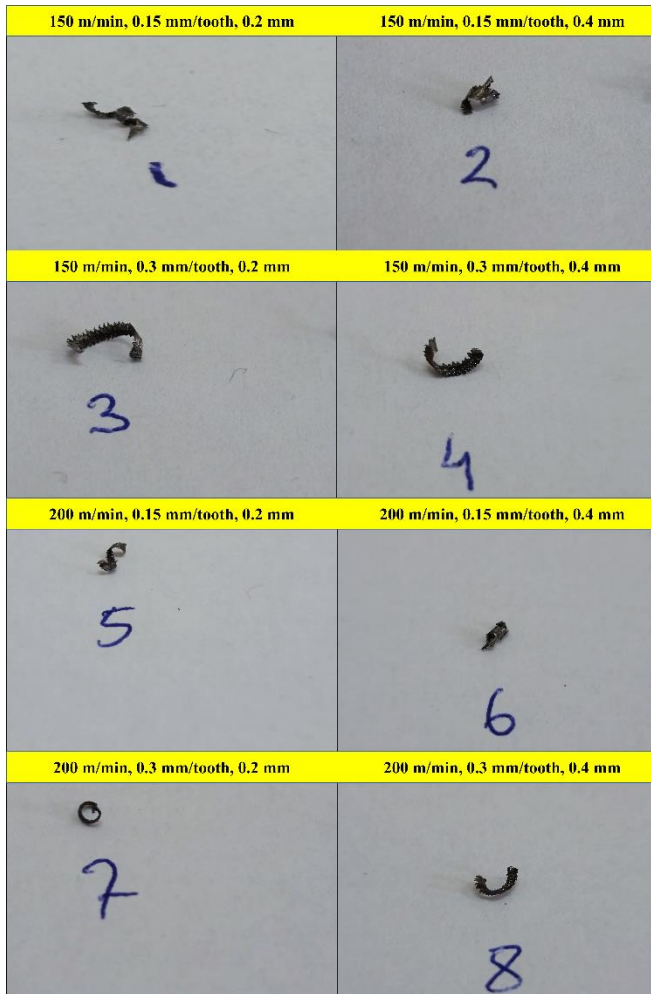 150 m/min, 0.15 mm/tooth, 0.2 mm
150 m/min, 0.15 mm/tooth, 0.4 mm
1
2
150 m/min, 0.3 mm/tooth, 0.2 mm
150 m/min, 0.3 mm/tooth, 0.4 mm
3
4
200 m/min, 0.15 mm/tooth, 0.2 mm
200 m/min, 0.15 mm/tooth, 0.4 mm
5
6
200 m/min, 0.3 mm/tooth, 0.2 mm
200 m/min, 0.3 mm/tooth, 0.4 mm
7
8